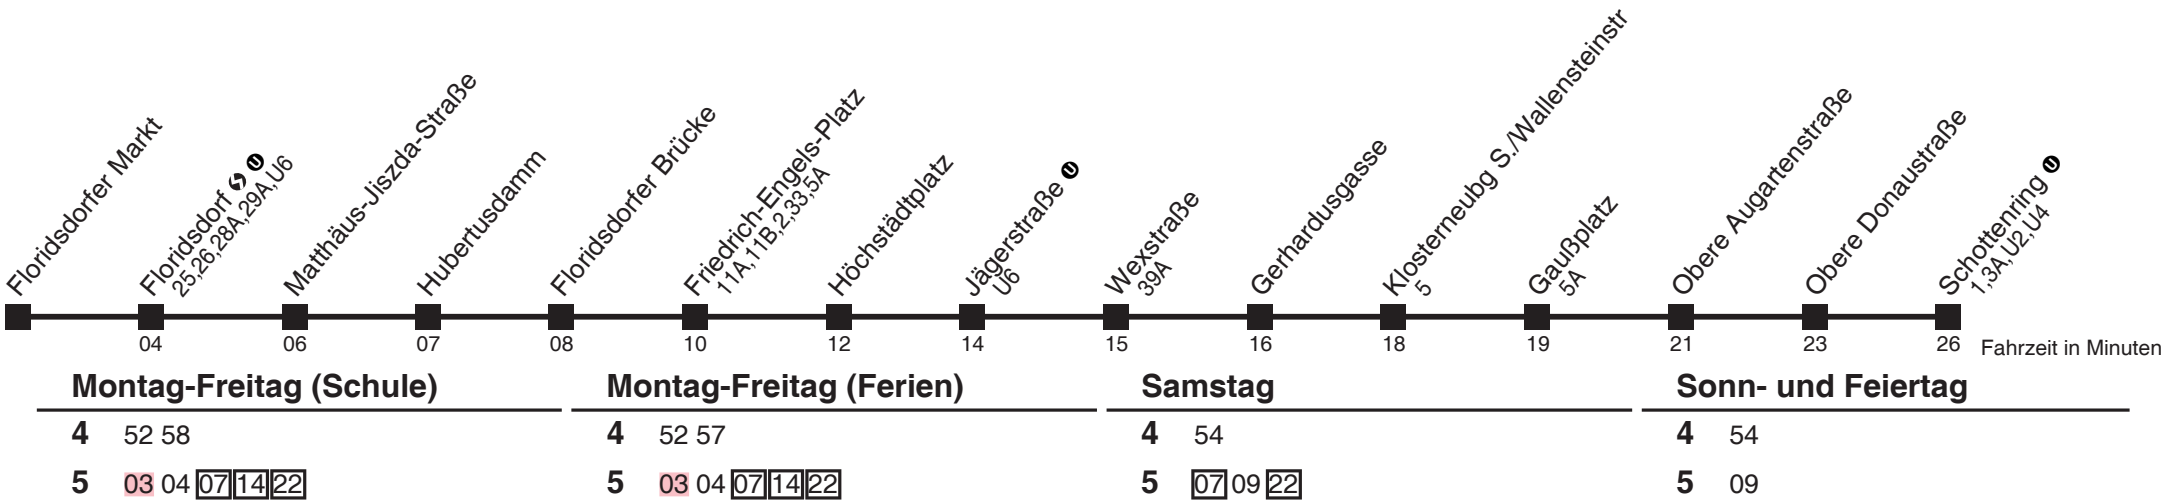 Floridsdorfer Markt
Floridsdorf S U
25,26,28A,29A,U6
Matthäus-Jiszda-Straße
Hubertusdamm
Floridsdorfer Brücke
Friedrich-Engels-Platz
11A,11B,2,33,5A
Höchstädtplatz
Jägerstraße U
U6
Wexstraße
39A
Gerhardusgasse
Klosterneubg S./Wallensteinstr
5
Gaußplatz
5A
Obere Augartenstraße
Obere Donaustraße
Schottenring U
1,3A,U2,U4
04 06 07 08 10 12 14 15 16 18 19 21 23 26 Fahrzeit in Minuten
Montag-Freitag (Schule)
4 52 58
5 03 04 07 14 22
Montag-Freitag (Ferien)
4 52 57
5 03 04 07 14 22
Samstag
4 54
5 07 09 22
Sonn- und Feiertag
4 54
5 09